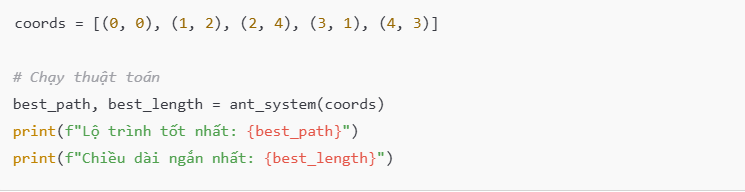 coords = [(0, 0), (1, 2), (2, 4), (3, 1), (4, 3)]
# Chạy thuật toán
best_path, best_length = ant_system(coords)
print(f"Lộ trình tốt nhất: {best_path}")
print(f"Chiều dài ngắn nhất: {best_length}")